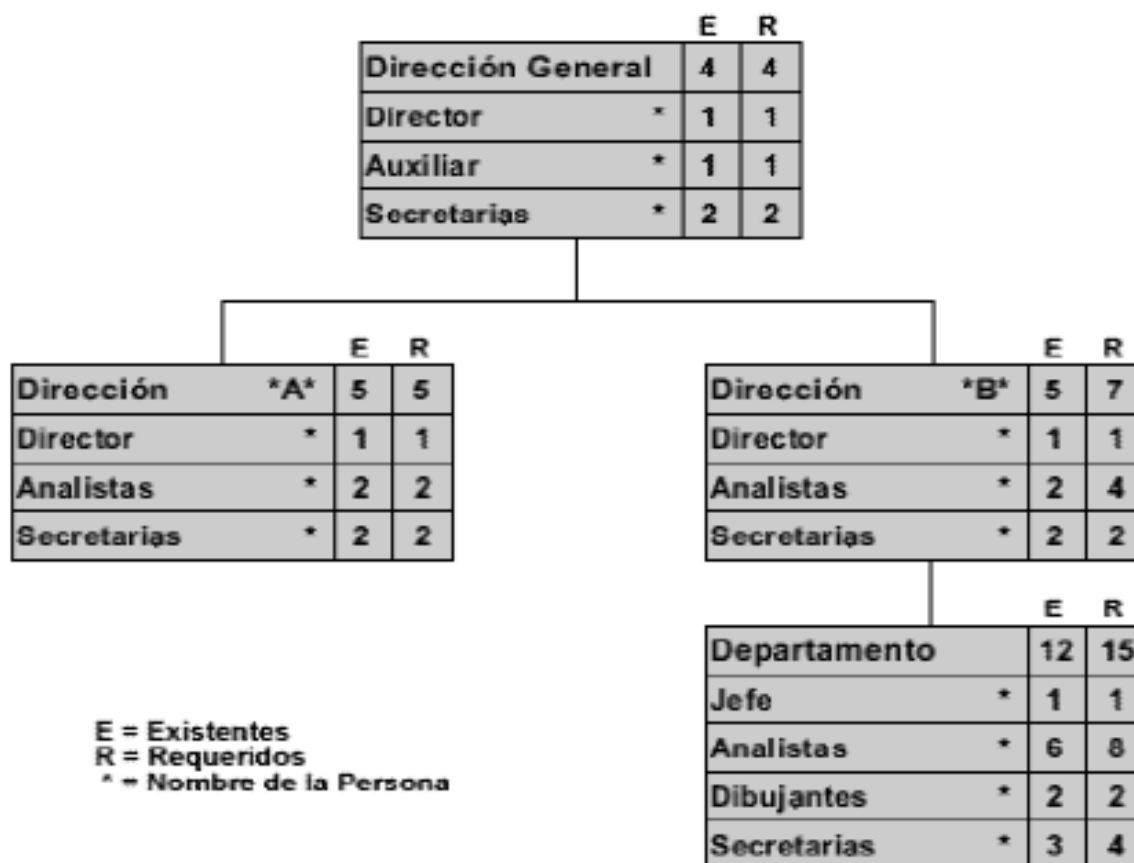 E R
Dirección General 4 4
Director * 1 1
Auxiliar * 1 1
Secretarias * 2 2
E R
Dirección *A* 5 5
Director * 1 1
Analistas * 2 2
Secretarias * 2 2
E R
Dirección *B* 5 7
Director * 1 1
Analistas * 2 4
Secretarias * 2 2
E R
Departamento 12 15
Jefe * 1 1
Analistas * 6 8
Dibujantes * 2 2
Secretarias * 3 4
E = Existentes
R = Requeridos
* = Nombre de la Persona